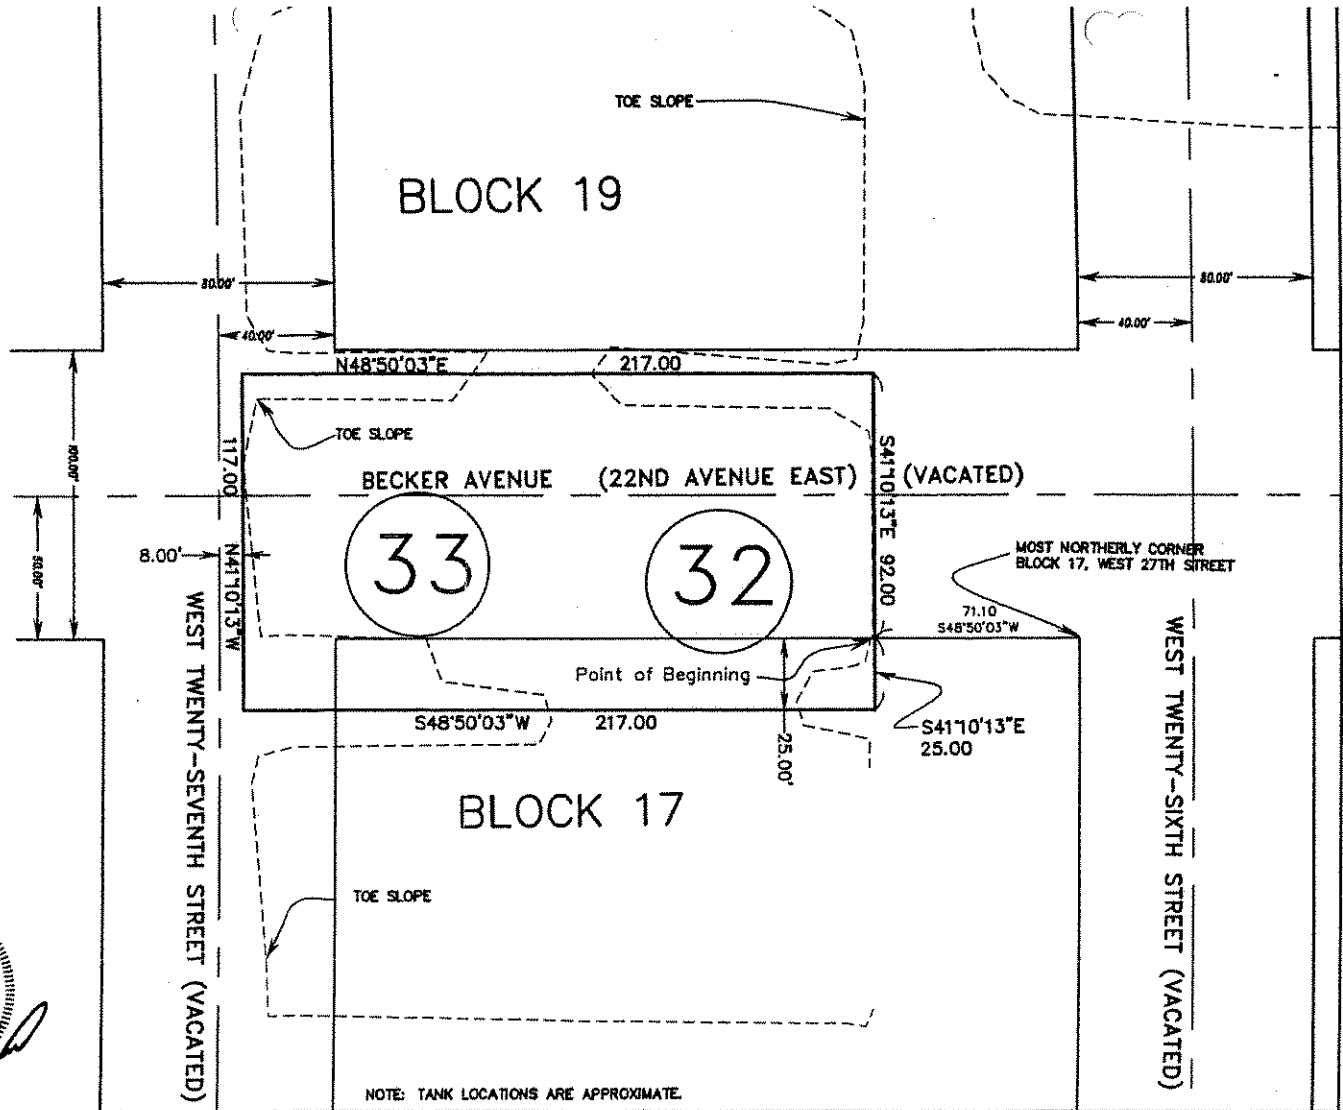 TOE SLOPE
BLOCK 19
80.00'
80.00'
40.00'
40.00'
N48°50'03"E 217.00
TOE SLOPE
100.00'
50.00'
117.00 N41°10'13"W
S41°10'13"E 92.00
BECKER AVENUE (22ND AVENUE EAST) (VACATED)
8.00'
33
32
MOST NORTHERLY CORNER
BLOCK 17, WEST 27TH STREET
71.10
S48°50'03"W
Point of Beginning
S48°50'03"W 217.00
25.00'
S41°10'13"E
25.00
WEST TWENTY-SEVENTH STREET (VACATED)
WEST TWENTY-SIXTH STREET (VACATED)
BLOCK 17
TOE SLOPE
NOTE: TANK LOCATIONS ARE APPROXIMATE.